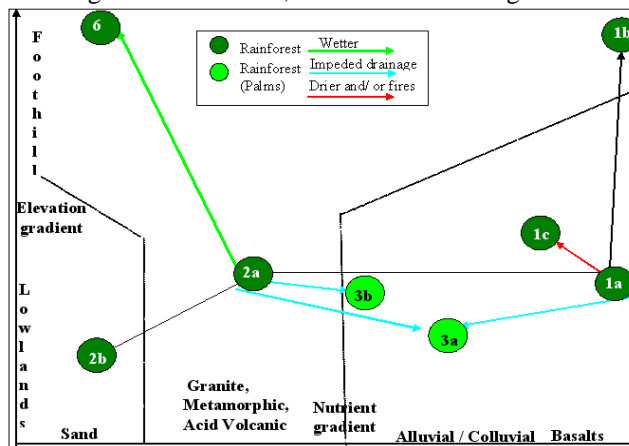 6
1b
Foothill
Rainforest
Wetter
Rainforest
(Palms)
Impeded drainage
Drier and/ or fires
Elevation
gradient
1c
2a
1a
3b
3a
Lowlands
2b
Granite,
Metamorphic,
Acid Volcanic
Nutrient
gradient
Sand
Alluvial / Colluvial
Basalts